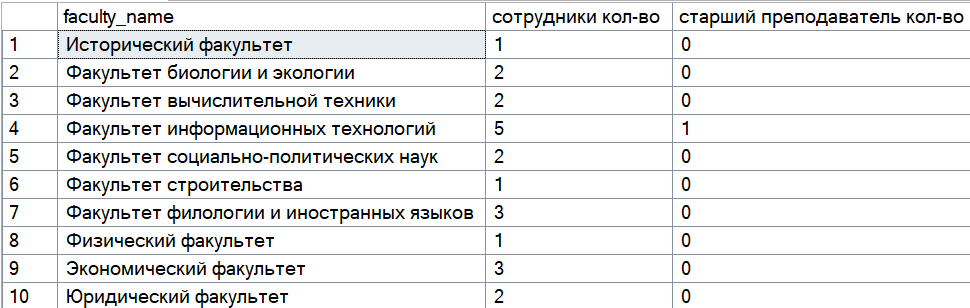 faculty_name сотрудники кол-во старший преподаватель кол-во
1 Исторический факультет 1 0
2 Факультет биологии и экологии 2 0
3 Факультет вычислительной техники 2 0
4 Факультет информационных технологий 5 1
5 Факультет социально-политических наук 2 0
6 Факультет строительства 1 0
7 Факультет филологии и иностранных языков 3 0
8 Физический факультет 1 0
9 Экономический факультет 3 0
10 Юридический факультет 2 0